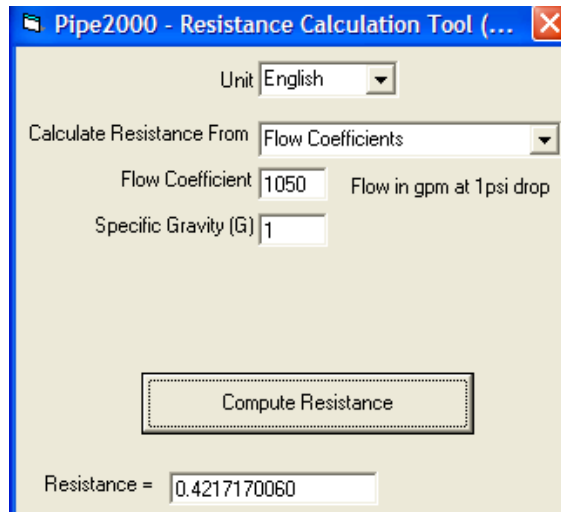 Pipe2000 - Resistance Calculation Tool (...
Unit English
Calculate Resistance From Flow Coefficients
Flow Coefficient 1050 Flow in gpm at 1psi drop
Specific Gravity (G) 1
Compute Resistance
Resistance = 0.4217170060